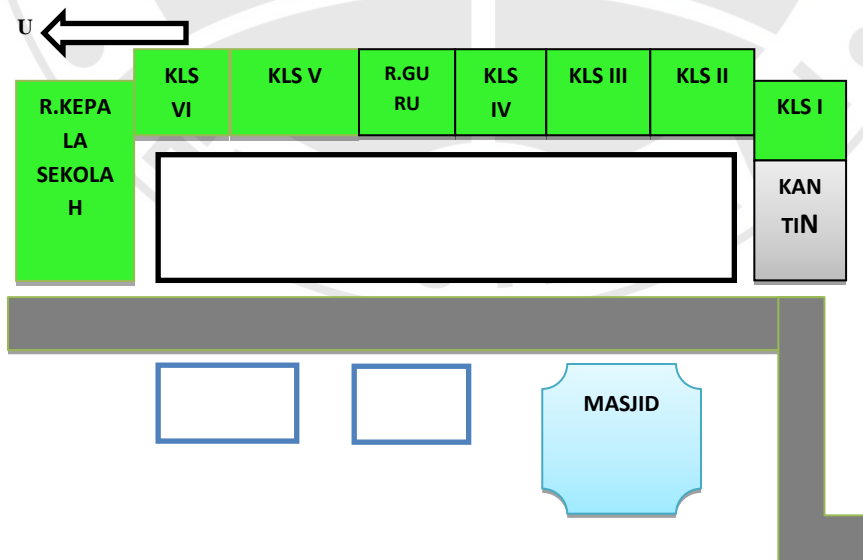 U
R.KEPA
LA
SEKOLA
H
KLS
VI
KLS V
R.GU
RU
KLS
IV
KLS III
KLS II
KLS I
KAN
TIN
MASJID